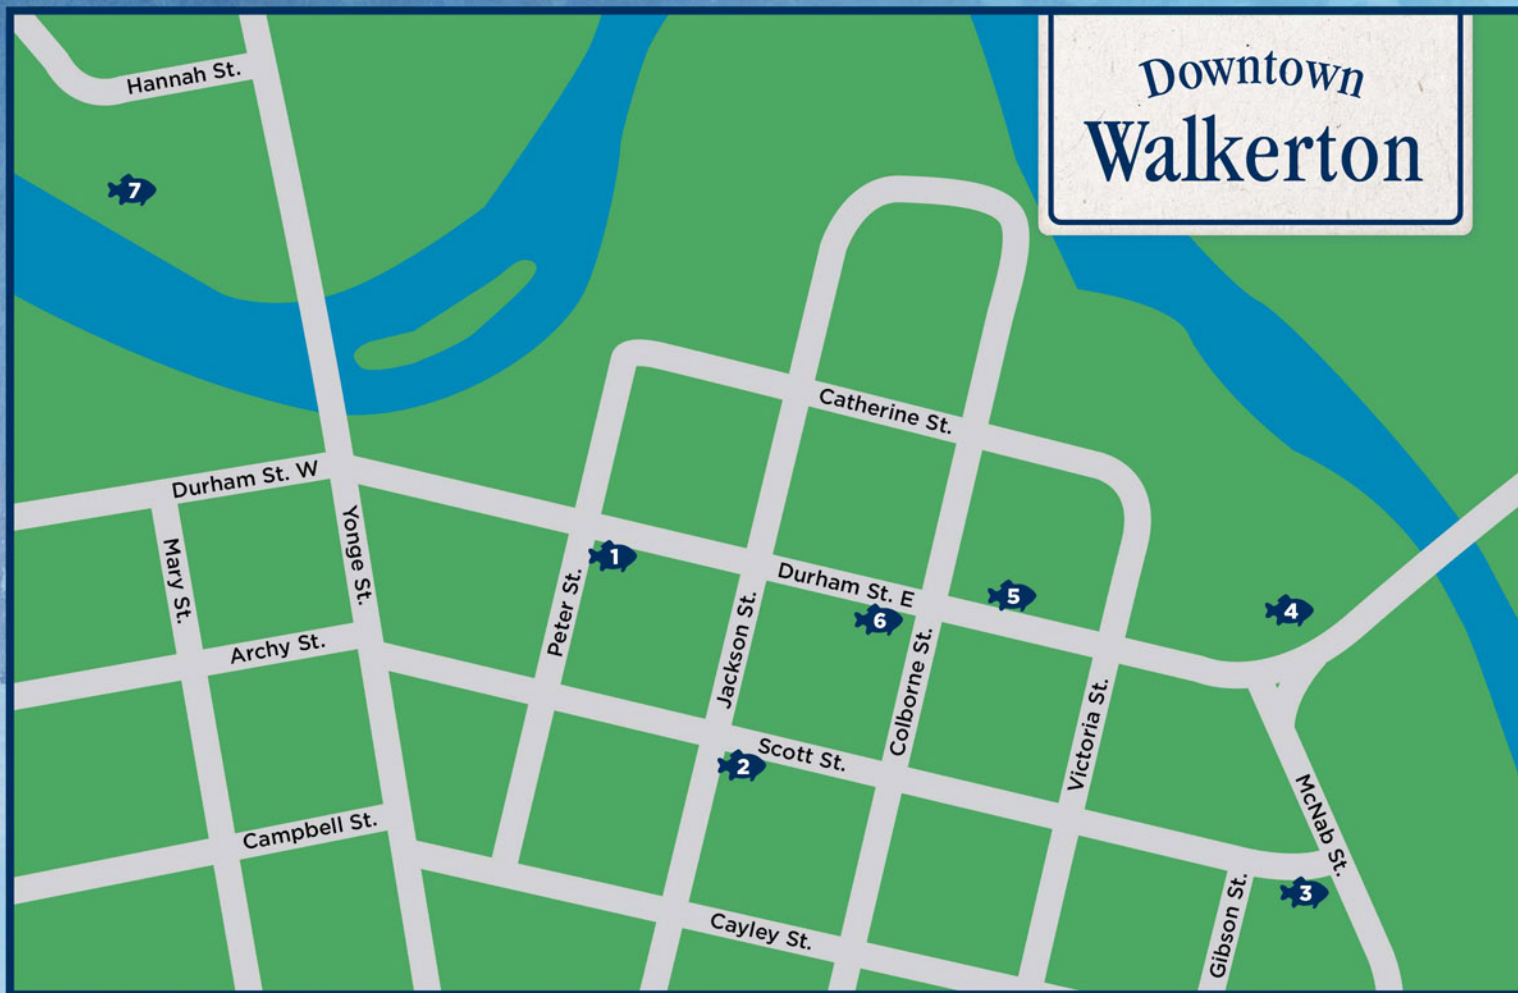 Downtown
Walkerton
Hannah St.
7
Catherine St.
Durham St. W
Yonge St.
Mary St.
1
Durham St. E
5
6
4
Peter St.
Jackson St.
Archy St.
Colborne St.
Victoria St.
Scott St.
2
McNab St.
Campbell St.
3
Cayley St.
Gibson St.